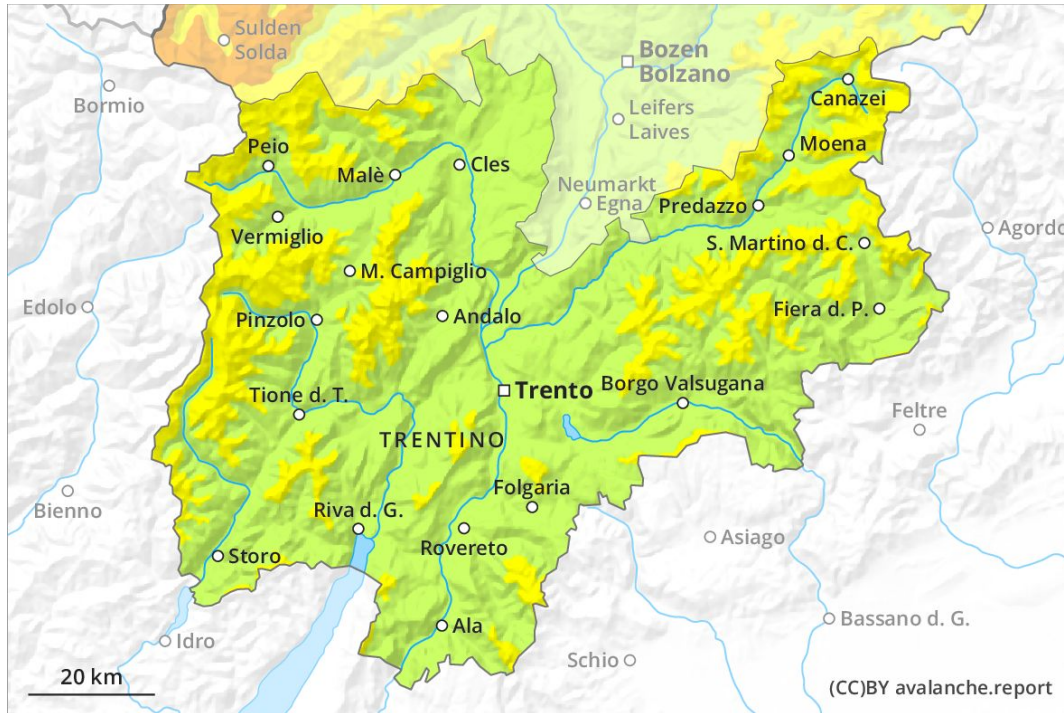 Sulden
Solda
Bozen
Bolzano
Bormio
Leifers
Laives
Canazei
Peio
Malè
Cles
Moena
Neumarkt
Egna
Predazzo
Vermiglio
S. Martino d. C.
Agordo
M. Campiglio
Edolo
Pinzolo
Andalo
Fiera d. P.
Trento
Borgo Valsugana
Tione d. T.
Feltre
TRENTINO
Folgaria
Bienno
Riva d. G.
Rovereto
Asiago
Storo
Idro
Ala
Bassano d. G.
Schio
20 km
(CC)BY avalanche.report